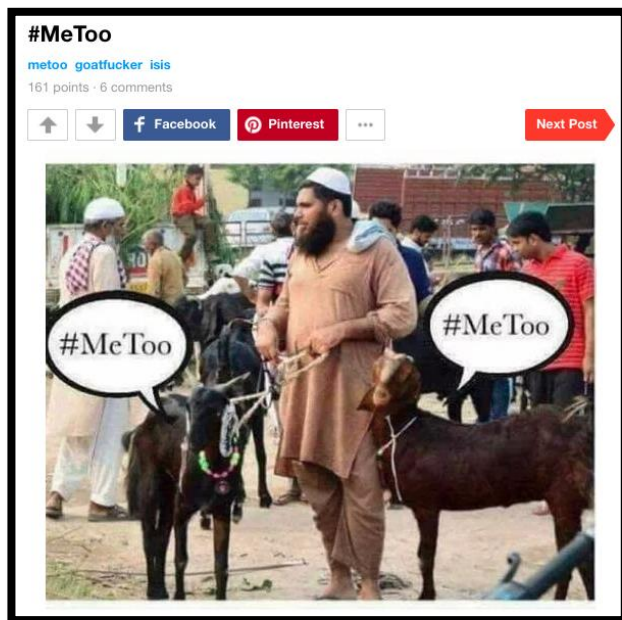 #MeToo
metoo goatfucker isis
161 points · 6 comments
Facebook
Pinterest
Next Post
#MeToo
#MeToo